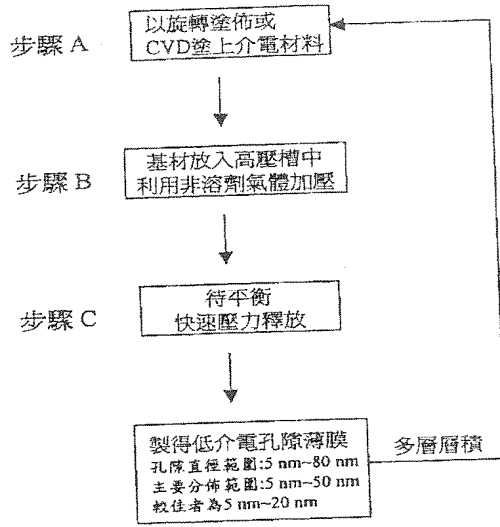 步驟 A
以旋轉塗佈或
CVD塗上介電材料
步驟 B
基材放入高壓槽中
利用非溶劑氣體加壓
步驟 C
待平衡
快速壓力釋放
製得低介電孔隙薄膜
孔隙直徑範圍:5 nm~80 nm
主要分佈範圍:5 nm~50 nm
較佳者為5 nm~20 nm
多層層積